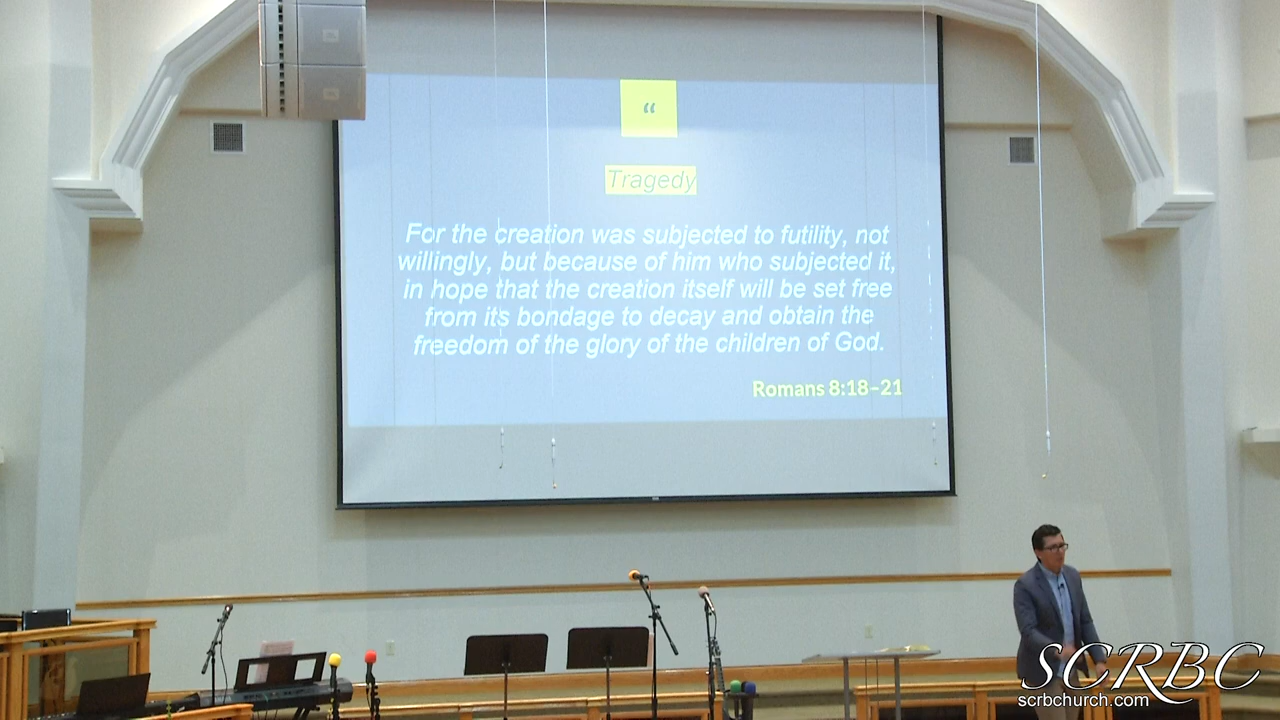 “
Tragedy
For the creation was subjected to futility, not
willingly, but because of him who subjected it,
in hope that the creation itself will be set free
from its bondage to decay and obtain the
freedom of the glory of the children of God.
Romans 8:18–21
SCRBC
scrbchurch.com